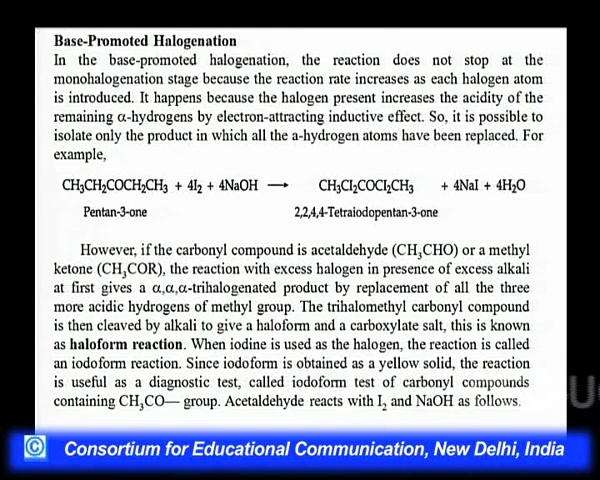 Base-Promoted Halogenation
In the base-promoted halogenation, the reaction does not stop at the
monohalogenation stage because the reaction rate increases as each halogen atom
is introduced. It happens because the halogen present increases the acidity of the
remaining α-hydrogens by electron-attracting inductive effect. So, it is possible to
isolate only the product in which all the a-hydrogen atoms have been replaced. For
example,
CH₃CH₂COCH₂CH₃ + 4I₂ + 4NaOH ⟶ CH₃CI₂COCI₂CH₃ + 4NaI + 4H₂O
Pentan-3-one 2,2,4,4-Tetraiodopentan-3-one
However, if the carbonyl compound is acetaldehyde (CH₃CHO) or a methyl
ketone (CH₃COR), the reaction with excess halogen in presence of excess alkali
at first gives a α,α,α-trihalogenated product by replacement of all the three
more acidic hydrogens of methyl group. The trihalomethyl carbonyl compound
is then cleaved by alkali to give a haloform and a carboxylate salt, this is known
as haloform reaction. When iodine is used as the halogen, the reaction is called
an iodoform reaction. Since iodoform is obtained as a yellow solid, the reaction
is useful as a diagnostic test, called iodoform test of carbonyl compounds
containing CH₃CO— group. Acetaldehyde reacts with I₂ and NaOH as follows.
© Consortium for Educational Communication, New Delhi, India